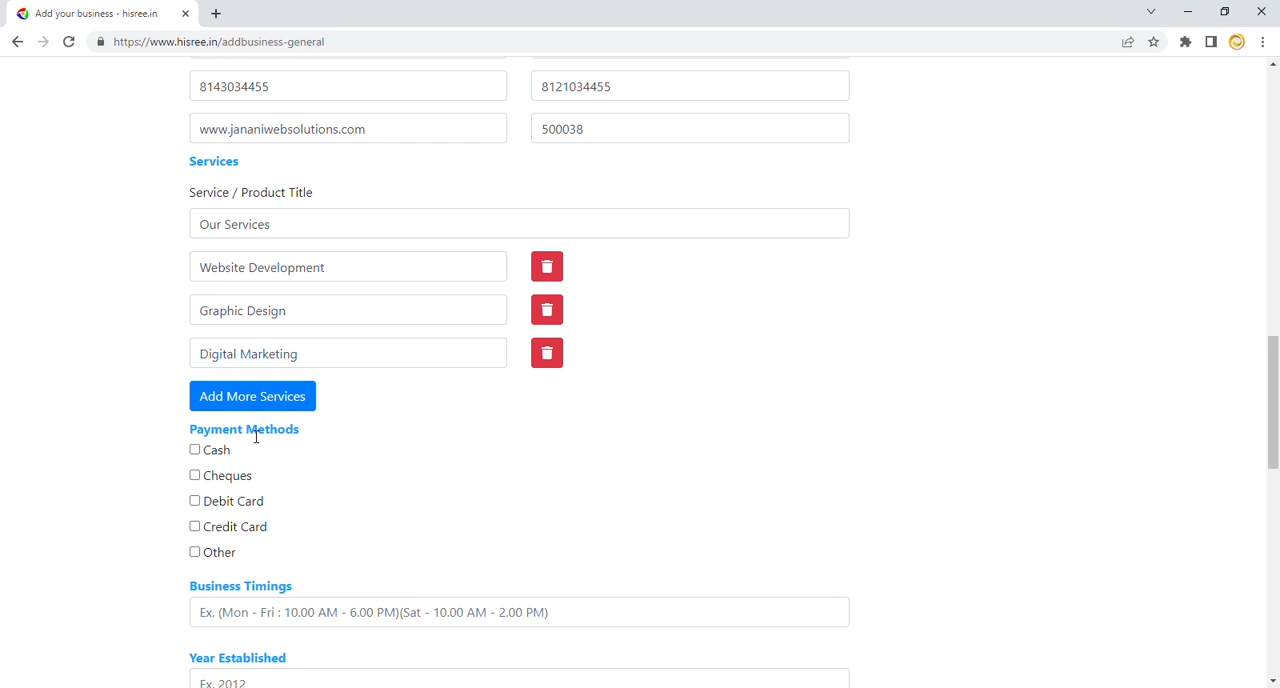 Add your business - hisree.in
https://www.hisree.in/addbusiness-general
8143034455 8121034455
www.jananiwebsolutions.com 500038
Services
Service / Product Title
Our Services
Website Development
Graphic Design
Digital Marketing
Add More Services
Payment Methods
Cash
Cheques
Debit Card
Credit Card
Other
Business Timings
Ex. (Mon - Fri : 10.00 AM - 6.00 PM)(Sat - 10.00 AM - 2.00 PM)
Year Established
Ex. 2012